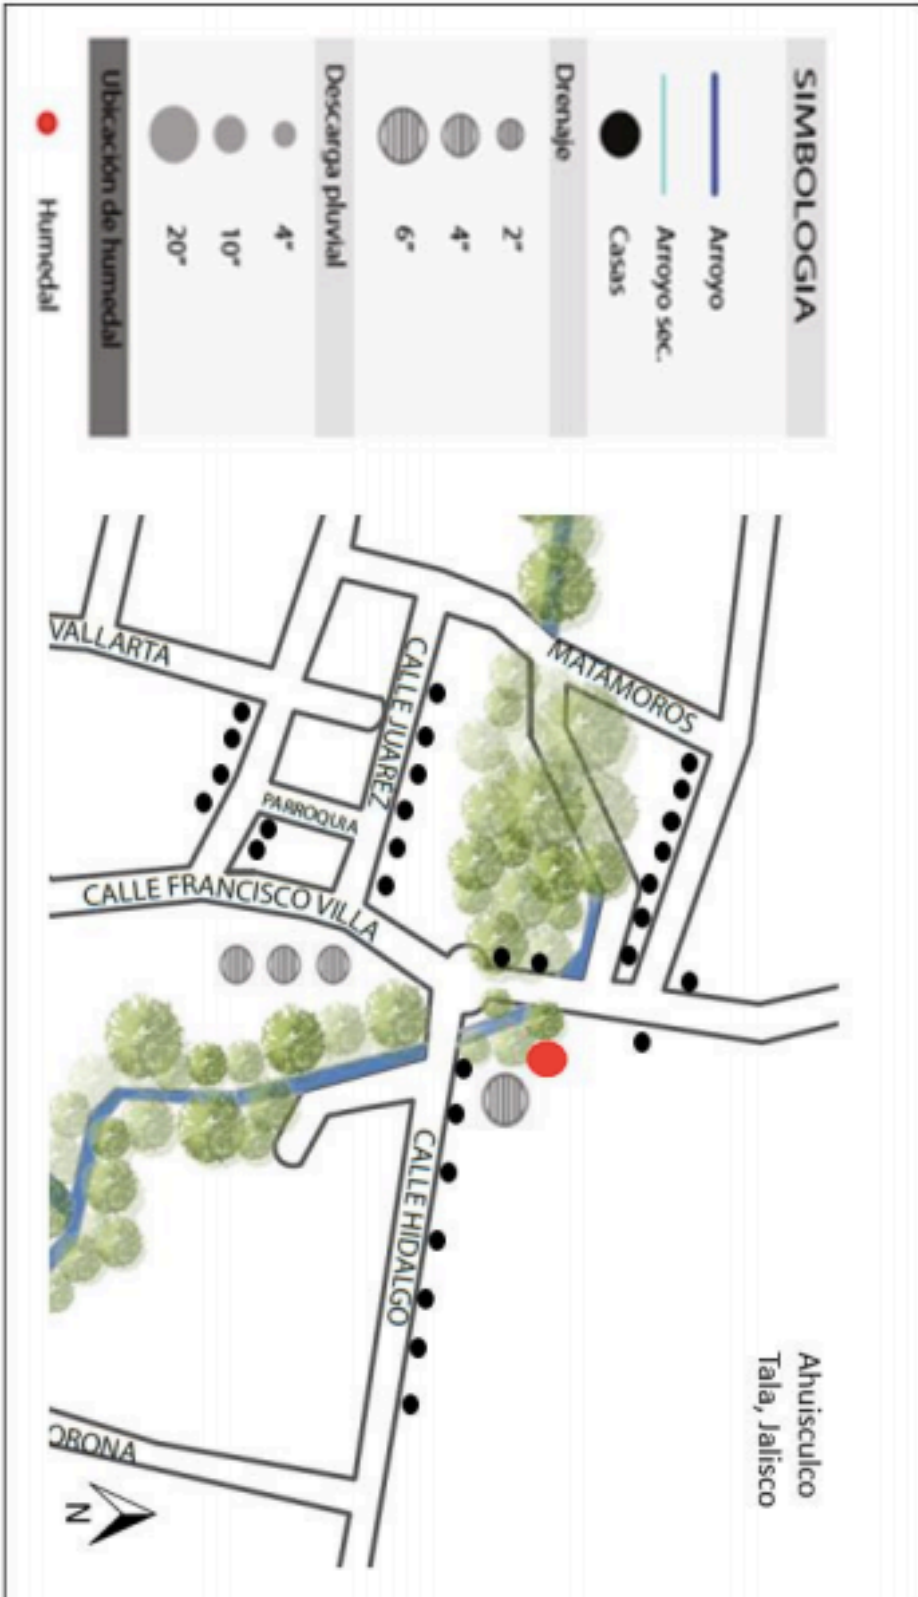 SIMBOLOGIA
Arroyo
Arroyo sec.
Casas
Drenaje
2"
4"
6"
Descarga pluvial
4"
10"
20"
Ubicación de humedal
Humedal
Ahuisculco
Tala, Jalisco
MATAMOROS
CALLE JUAREZ
VALLARTA
PARROQUIA
CALLE FRANCISCO VILLA
CALLE HIDALGO
ORONA
N